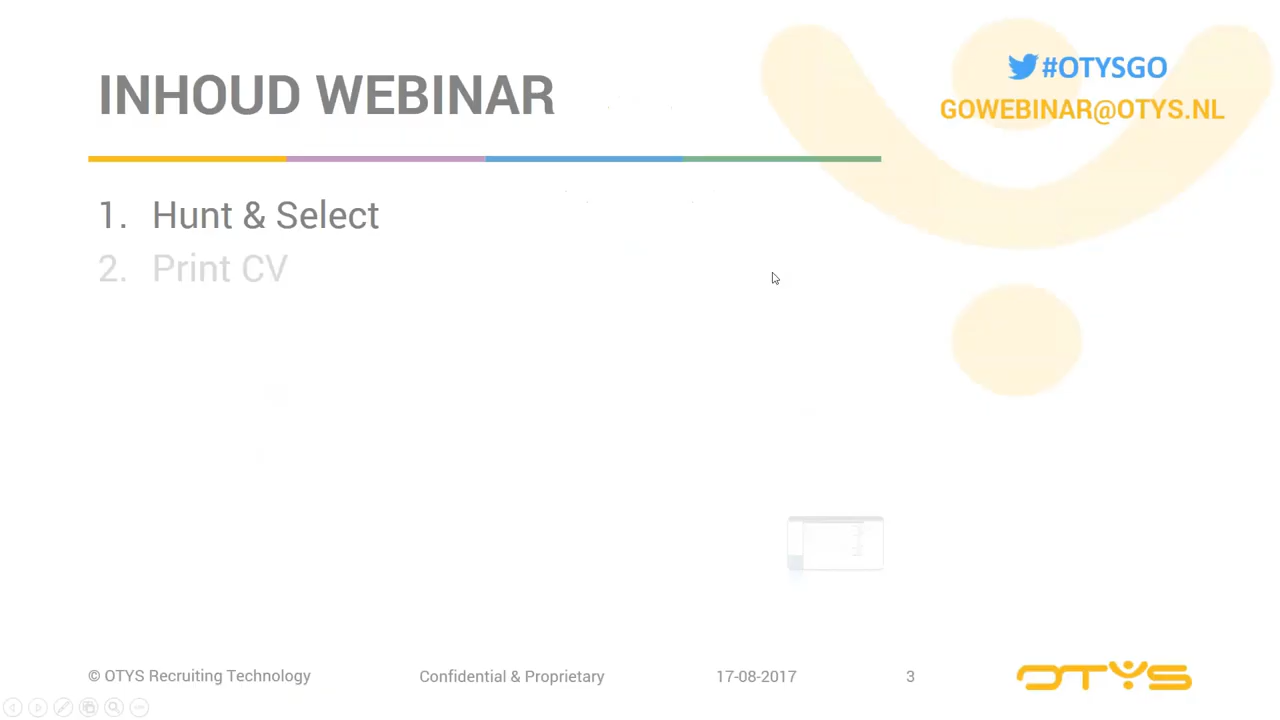 INHOUD WEBINAR
#OTYSGO
GOWEBINAR@OTYS.NL
1. Hunt & Select
2. Print CV
© OTYS Recruiting Technology
Confidential & Proprietary
17-08-2017
3
OTYS